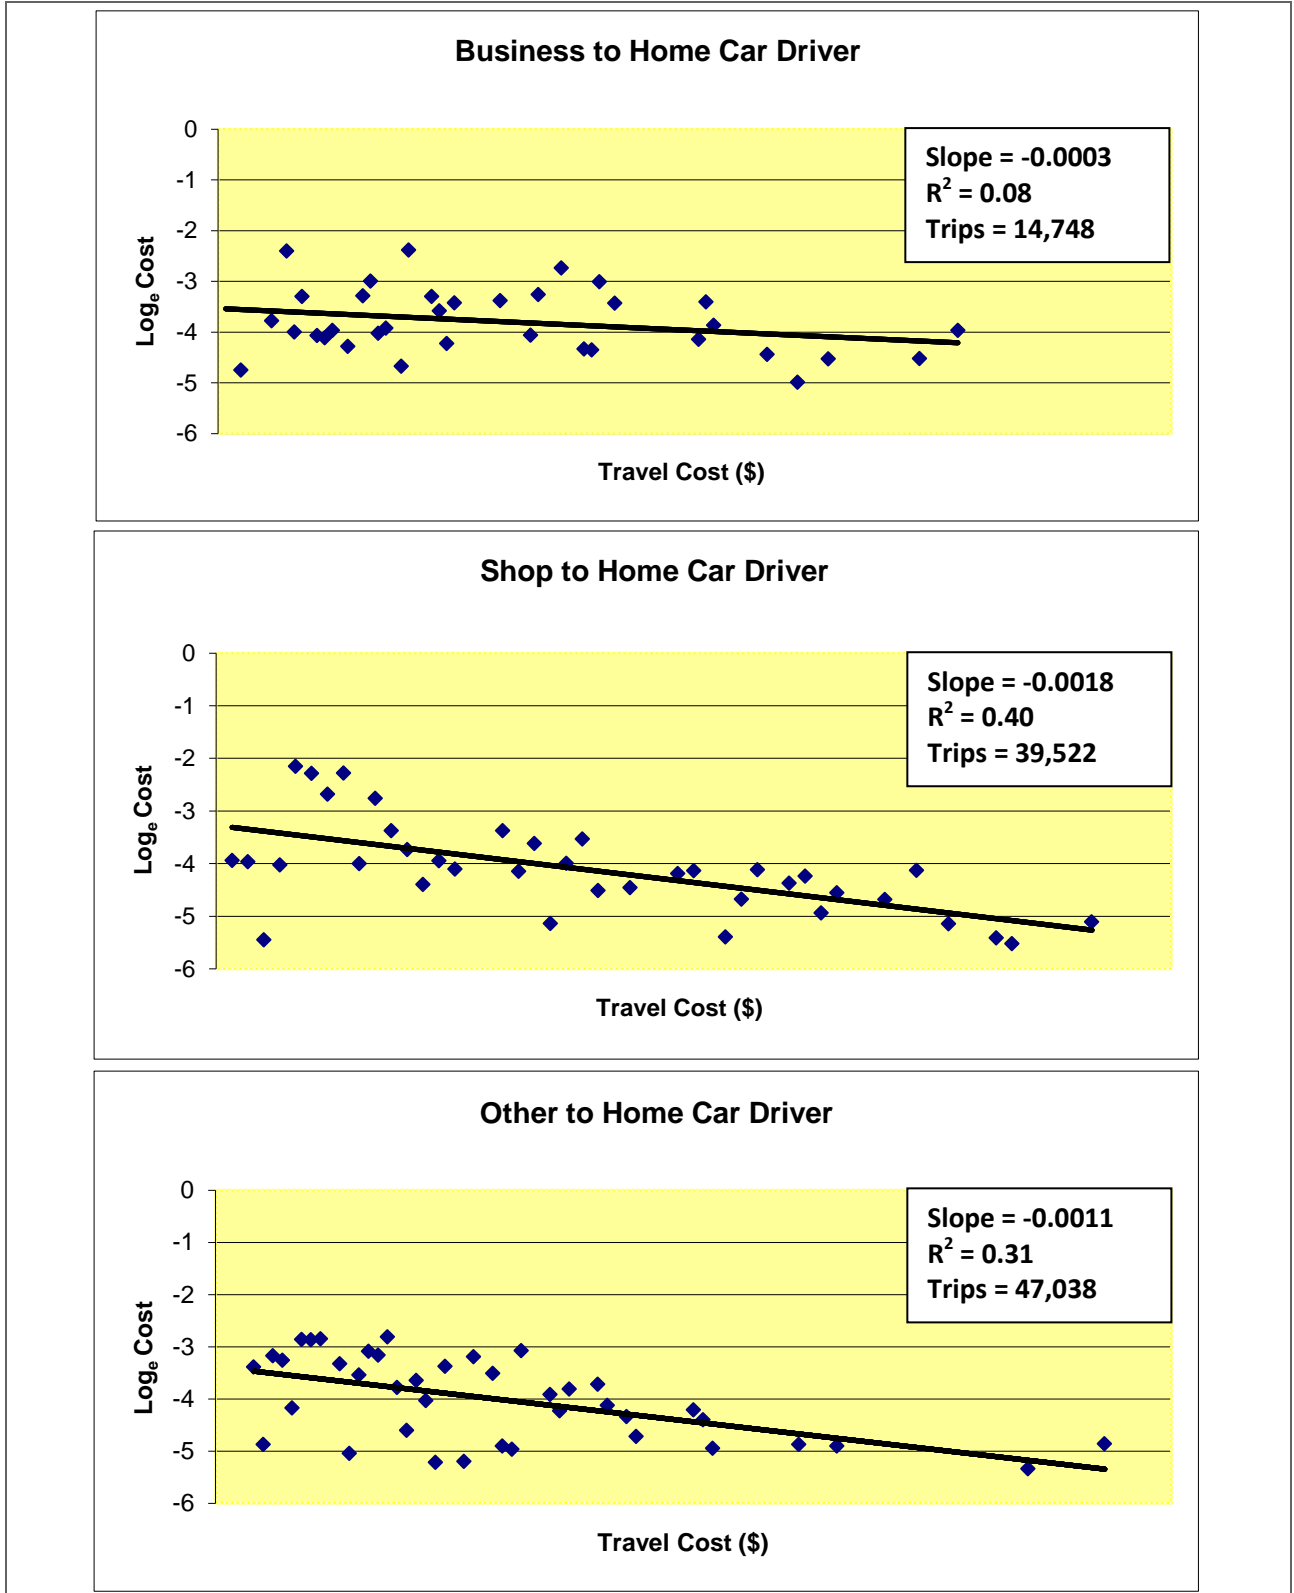 Business to Home Car Driver
0
-1
-2
-3
-4
-5
-6
Logₑ Cost
Slope = -0.0003
R² = 0.08
Trips = 14,748
Travel Cost ($)
Shop to Home Car Driver
0
-1
-2
-3
-4
-5
-6
Logₑ Cost
Slope = -0.0018
R² = 0.40
Trips = 39,522
Travel Cost ($)
Other to Home Car Driver
0
-1
-2
-3
-4
-5
-6
Logₑ Cost
Slope = -0.0011
R² = 0.31
Trips = 47,038
Travel Cost ($)